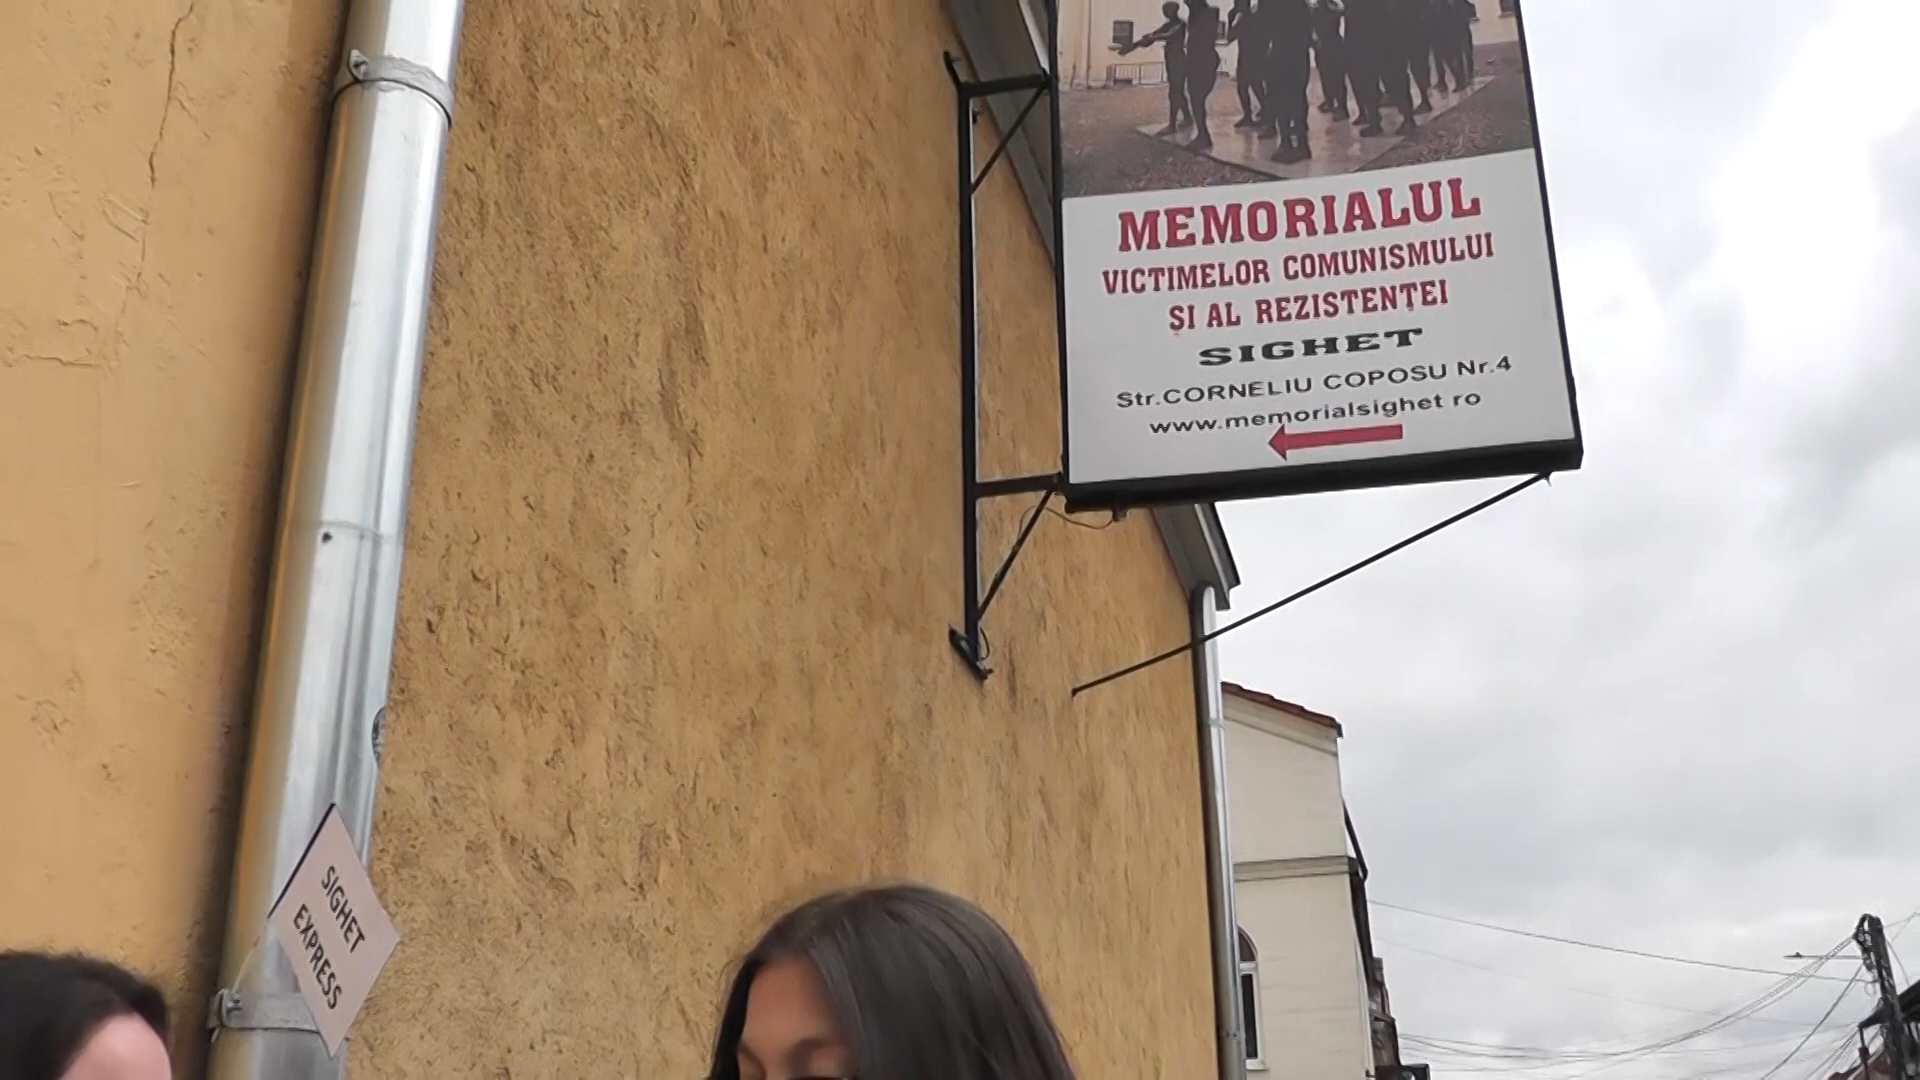 MEMORIALUL
VICTIMELOR COMUNISMULUI
ȘI AL REZISTENȚEI
SIGHET
Str.CORNELIU COPOSU Nr.4
www.memorialsighet ro
SIGHET
EXPRESS